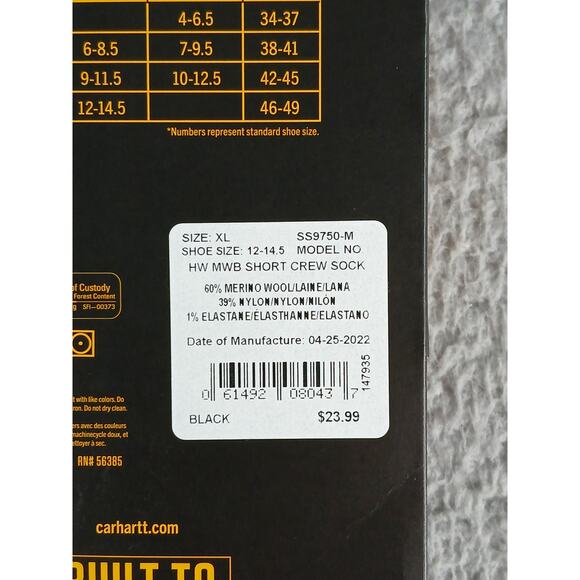 4-6.5 34-37
6-8.5 7-9.5 38-41
9-11.5 10-12.5 42-45
12-14.5 46-49
*Numbers represent standard shoe size.
SIZE: XL SS9750-M
SHOE SIZE: 12-14.5 MODEL NO
HW MWB SHORT CREW SOCK
60% MERINO WOOL/LAINE/LANA
39% NYLON/NYLON/NILÓN
1% ELASTANE/ÉLASTHANNE/ELASTANO
Date of Manufacture: 04-25-2022
0 61492 08043 7
147935
BLACK $23.99
of Custody
Forest Content
SFI-00373
t with like colors. Do
ron. Do not dry clean.
ers avec des couleurs
machinecycle doux, et
ettoyer à sec.
RN# 56385
carhartt.com
BUILT TO